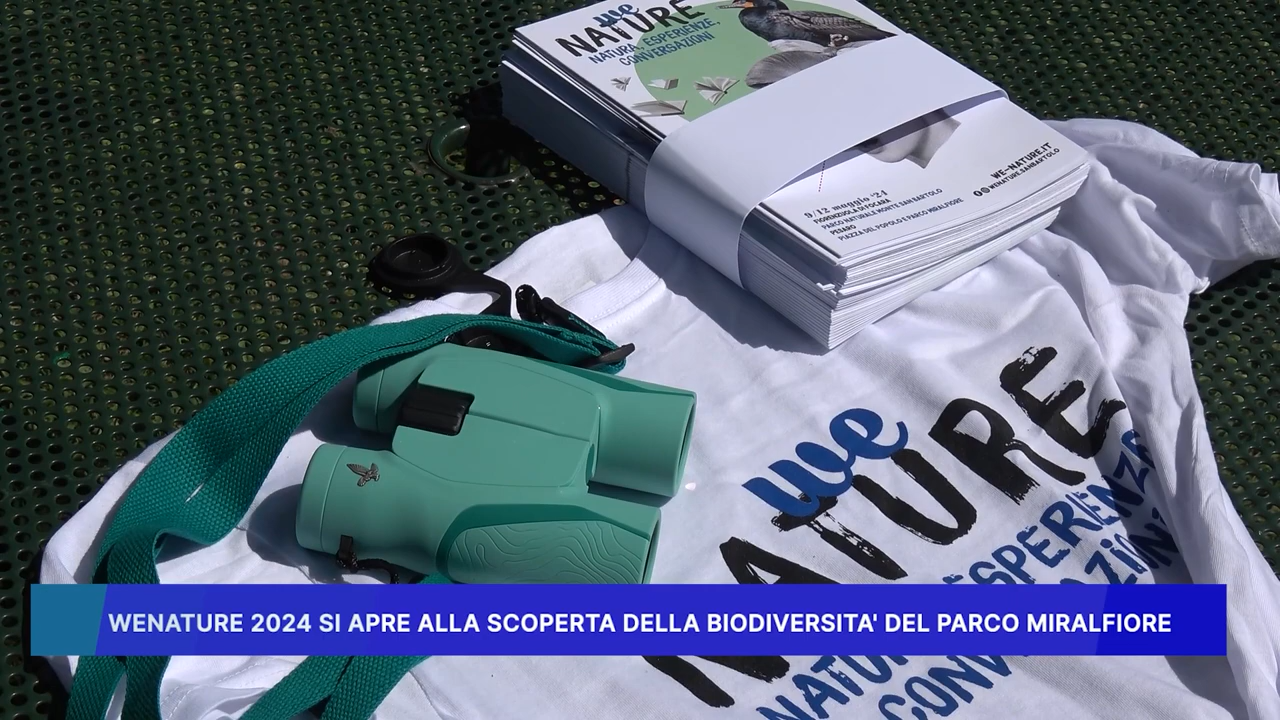 we
NATURE
NATURA, ESPERIENZE,
CONVERSAZIONI
WE-NATURE.IT
WENATURE.SANBARTOLO
9/12 maggio '24
FIORENZUOLA DI FOCARA
PARCO NATURALE MONTE SAN BARTOLO
PESARO
PIAZZA DEL POPOLO E PARCO MIRALFIORE
we
NATURE
ESPERIENZE
WENATURE 2024 SI APRE ALLA SCOPERTA DELLA BIODIVERSITA' DEL PARCO MIRALFIORE